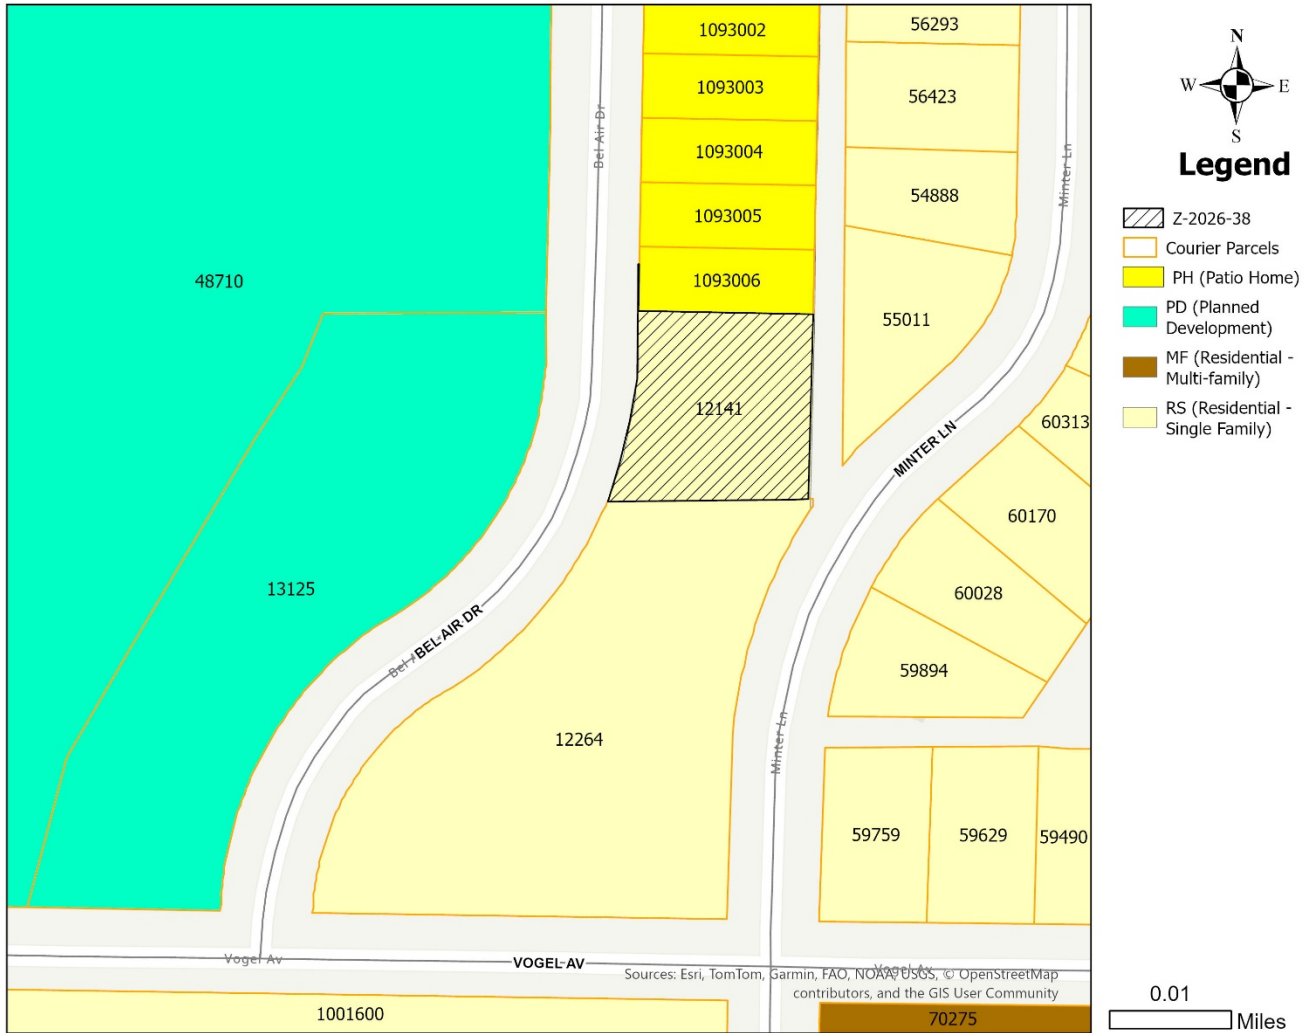 1093002
1093003
1093004
1093005
1093006
56293
56423
54888
55011
Bel Air Dr
Minter Ln
48710
12141
60313
MINTER LN
60170
13125
60028
BEL AIR DR
59894
12264
Minter Ln
59759
59629
59490
Vogel Av
VOGEL AV
Vogel Av
Sources: Esri, TomTom, Garmin, FAO, NOAA, USGS, © OpenStreetMap
contributors, and the GIS User Community
1001600
70275
N
W
E
S
Legend
Z-2026-38
Courier Parcels
PH (Patio Home)
PD (Planned
Development)
MF (Residential -
Multi-family)
RS (Residential -
Single Family)
0.01
Miles